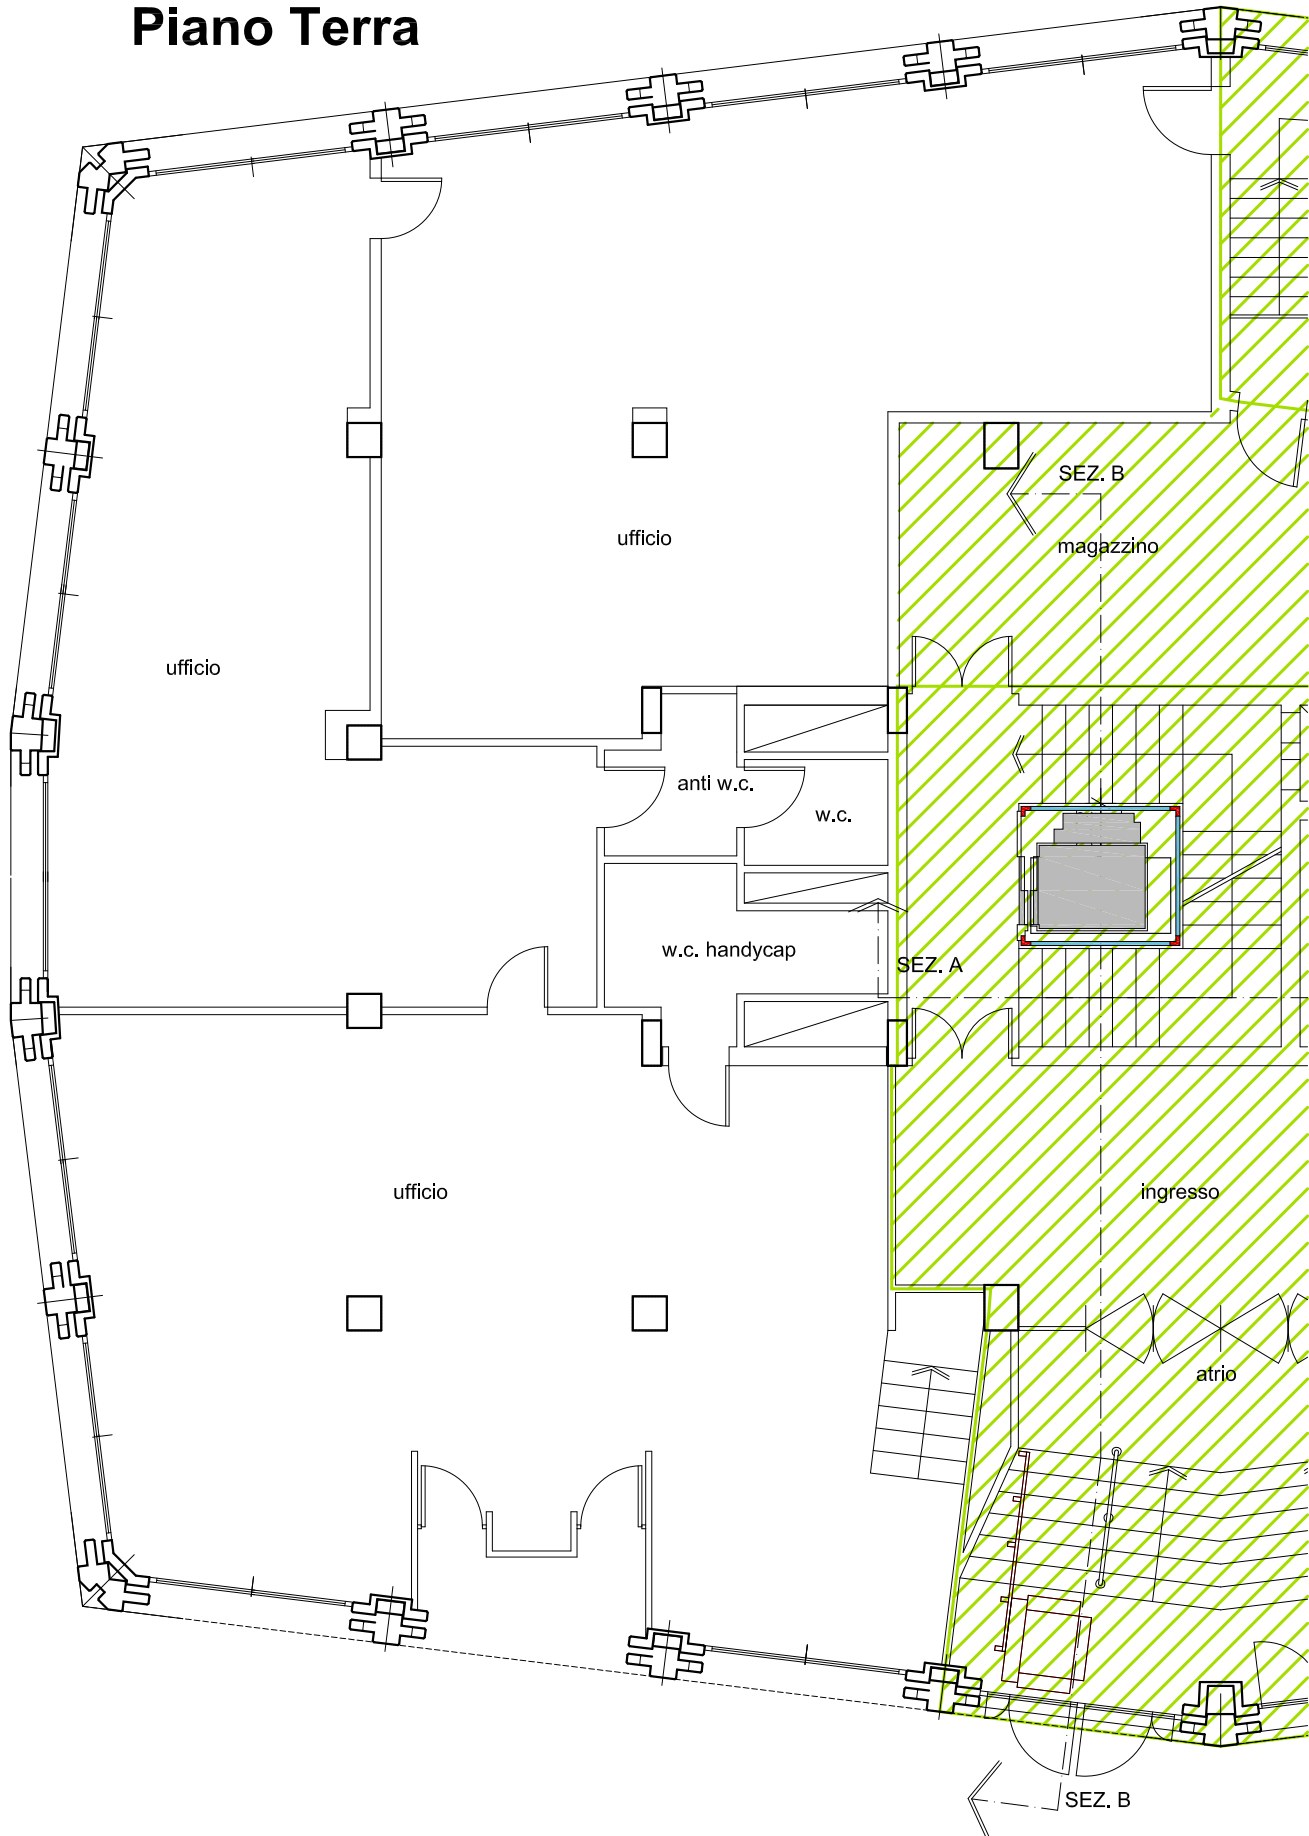 Piano Terra
SEZ. B
ufficio
magazzino
ufficio
anti w.c.
w.c.
w.c. handycap
SEZ. A
ufficio
ingresso
atrio
SEZ. B